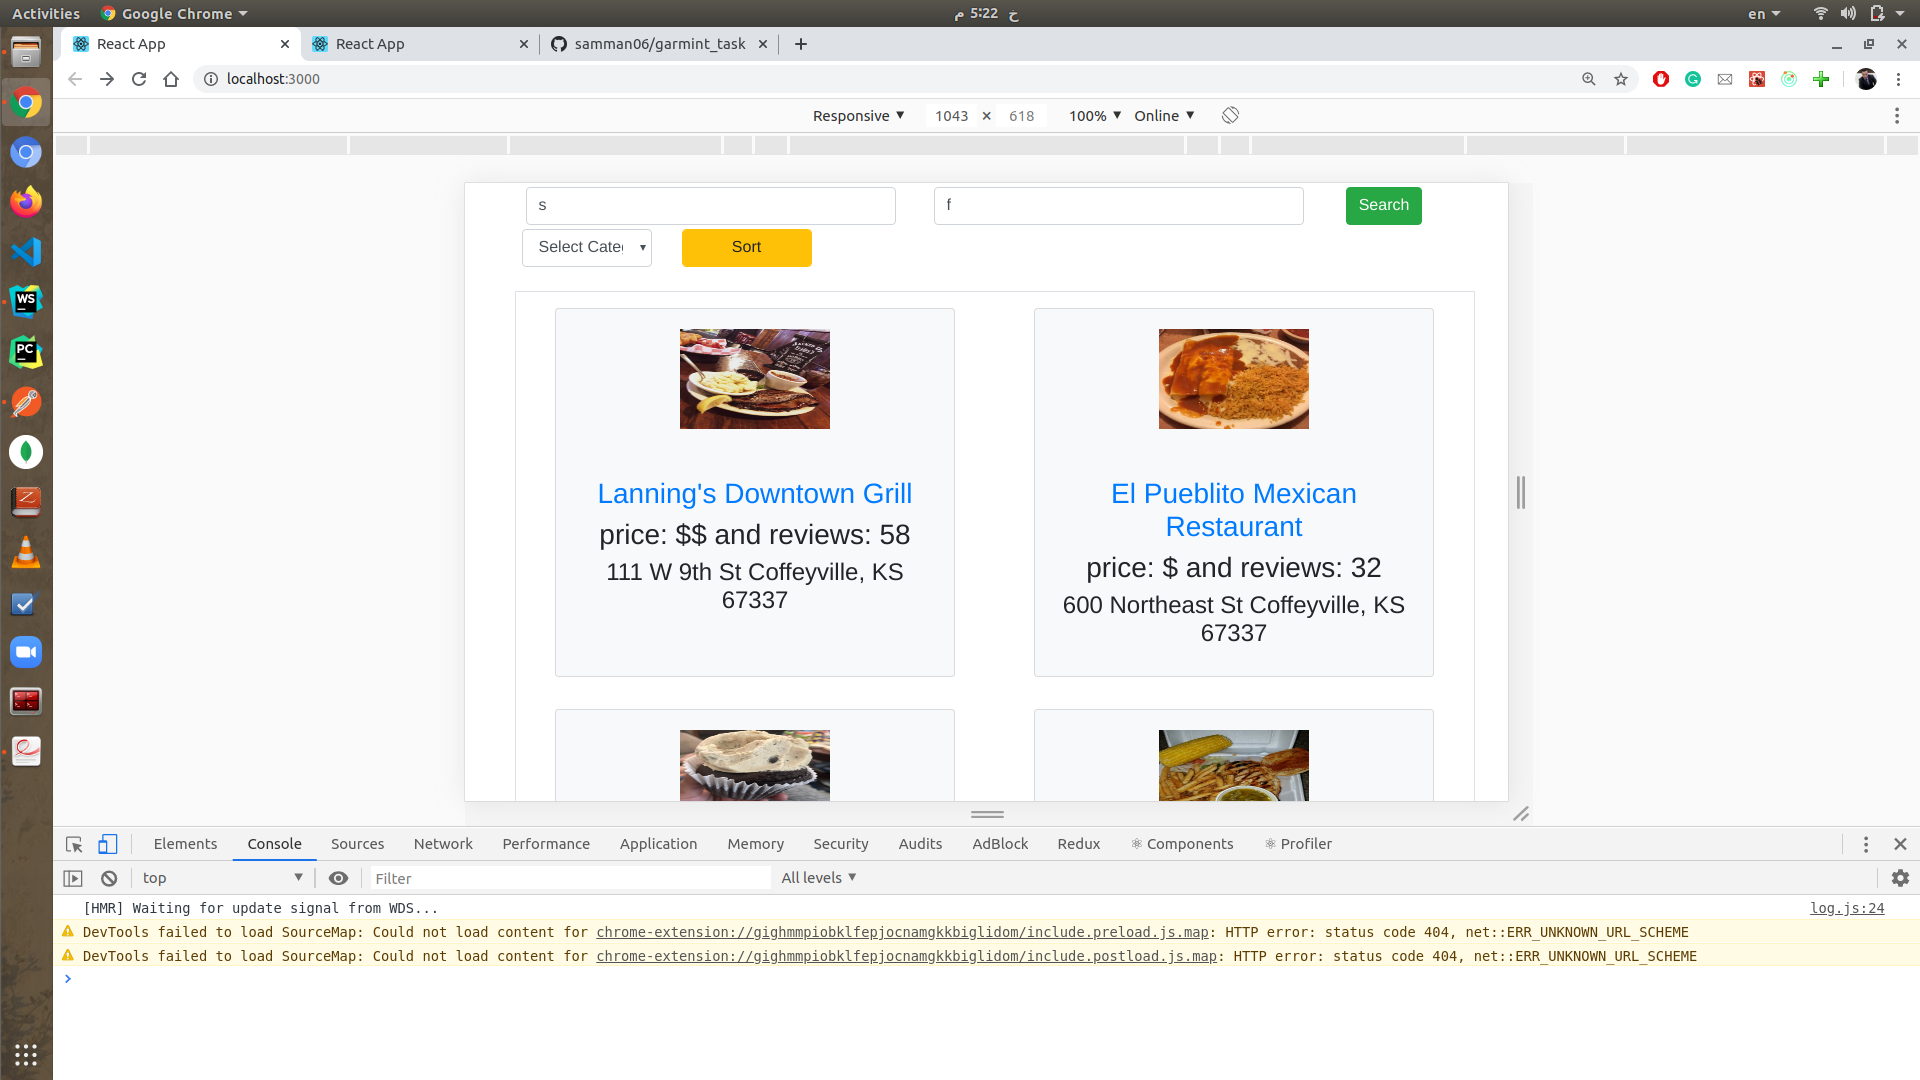 Activities
Google Chrome
خ 5:22 م
en
React App
React App
samman06/garmint_task
localhost:3000
Responsive
1043 × 618
100%
Online
s
f
Search
Select Categ
Sort
Lanning's Downtown Grill
price: $$ and reviews: 58
111 W 9th St Coffeyville, KS
67337
El Pueblito Mexican
Restaurant
price: $ and reviews: 32
600 Northeast St Coffeyville, KS
67337
Elements Console Sources Network Performance Application Memory Security Audits AdBlock Redux ⚛ Components ⚛ Profiler
top
Filter
All levels
[HMR] Waiting for update signal from WDS...
log.js:24
DevTools failed to load SourceMap: Could not load content for chrome-extension://gighmmpiobklfepjocnamgkkbiglidom/include.preload.js.map: HTTP error: status code 404, net::ERR_UNKNOWN_URL_SCHEME
DevTools failed to load SourceMap: Could not load content for chrome-extension://gighmmpiobklfepjocnamgkkbiglidom/include.postload.js.map: HTTP error: status code 404, net::ERR_UNKNOWN_URL_SCHEME
WS
PC